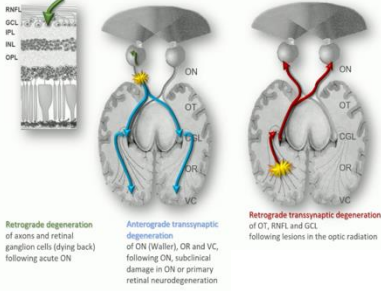 RNFL
GCL
IPL
INL
OPL
ON
OT
CGL
OR
VC
ON
OT
CGL
OR
VC
Retrograde degeneration
of axons and retinal
ganglion cells (dying back)
following acute ON
Anterograde transsynaptic
degeneration
of ON (Waller), OR and VC,
following ON, subclinical
damage in ON or primary
retinal neurodegeneration
Retrograde transsynaptic degeneration
of OT, RNFL and GCL
following lesions in the optic radiation